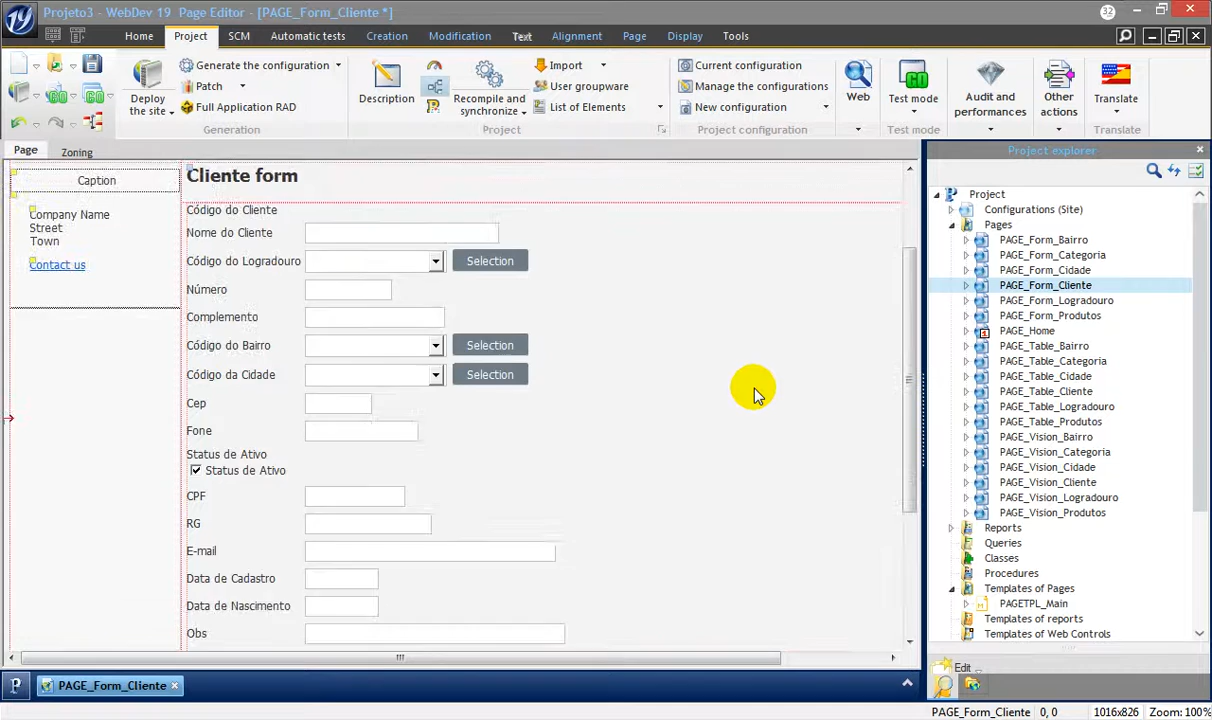 Projeto3 - WebDev 19  Page Editor - [PAGE_Form_Cliente *]
32
19
Home
Project
SCM
Automatic tests
Creation
Modification
Text
Alignment
Page
Display
Tools
Deploy the site
Generate the configuration
Patch
Full Application RAD
Generation
Description
Recompile and synchronize
Import
User groupware
List of Elements
Project
Current configuration
Manage the configurations
New configuration
Project configuration
Web
GO
Test mode
Test mode
Audit and performances
Other actions
Translate
Translate
Page
Zoning
Caption
Company Name
Street
Town
Contact us
Cliente form
Código do Cliente
Nome do Cliente
Código do Logradouro
Selection
Número
Complemento
Código do Bairro
Selection
Código da Cidade
Selection
Cep
Fone
Status de Ativo
Status de Ativo
CPF
RG
E-mail
Data de Cadastro
Data de Nascimento
Obs
Project explorer
Project
Configurations (Site)
Pages
PAGE_Form_Bairro
PAGE_Form_Categoria
PAGE_Form_Cidade
PAGE_Form_Cliente
PAGE_Form_Logradouro
PAGE_Form_Produtos
PAGE_Home
PAGE_Table_Bairro
PAGE_Table_Categoria
PAGE_Table_Cidade
PAGE_Table_Cliente
PAGE_Table_Logradouro
PAGE_Table_Produtos
PAGE_Vision_Bairro
PAGE_Vision_Categoria
PAGE_Vision_Cidade
PAGE_Vision_Cliente
PAGE_Vision_Logradouro
PAGE_Vision_Produtos
Reports
Queries
Classes
Procedures
Templates of Pages
PAGETPL_Main
Templates of reports
Templates of Web Controls
Edit
PAGE_Form_Cliente
PAGE_Form_Cliente
0, 0
1016x826
Zoom: 100%